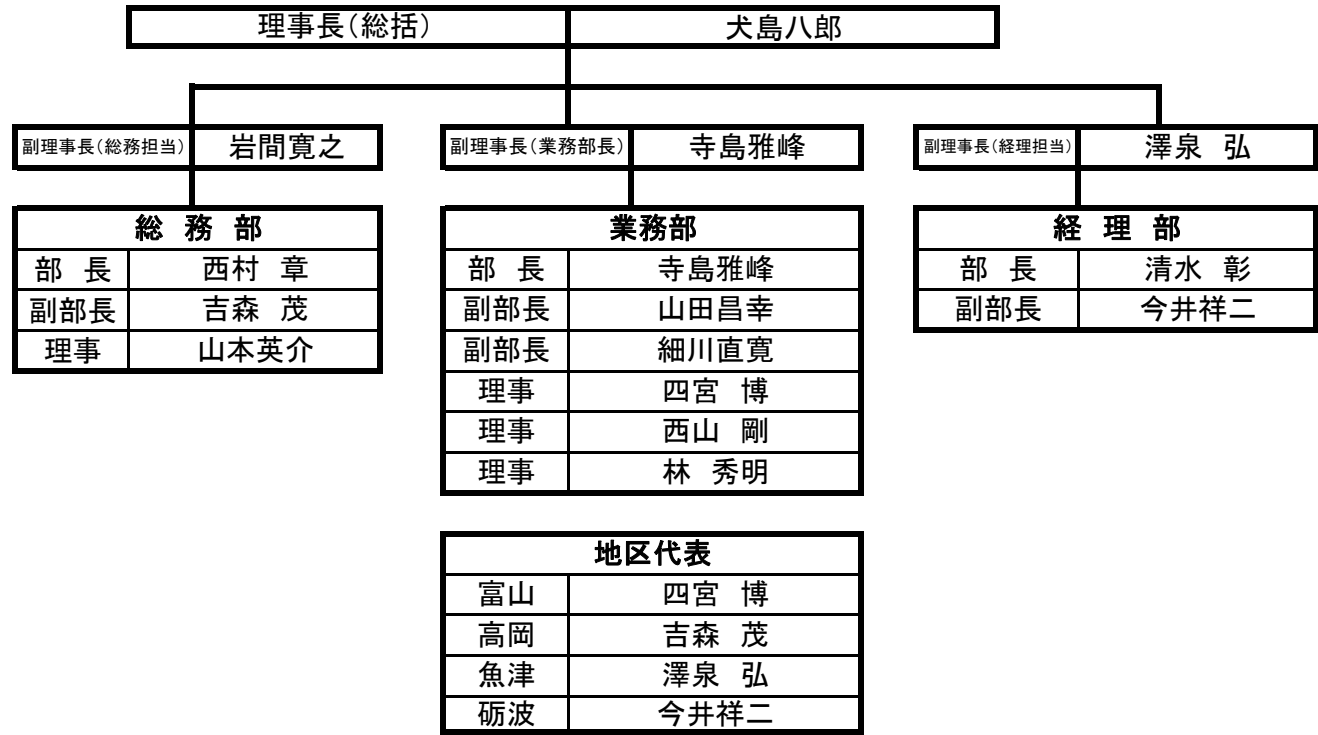 理事長(総括) 犬島八郎
副理事長(総務担当) 岩間寛之
副理事長(業務部長) 寺島雅峰
副理事長(経理担当) 澤泉 弘
総 務 部
部 長 西村 章
副部長 吉森 茂
理事 山本英介
業務部
部 長 寺島雅峰
副部長 山田昌幸
副部長 細川直寛
理事 四宮 博
理事 西山 剛
理事 林 秀明
経 理 部
部 長 清水 彰
副部長 今井祥二
地区代表
富山 四宮 博
高岡 吉森 茂
魚津 澤泉 弘
砺波 今井祥二